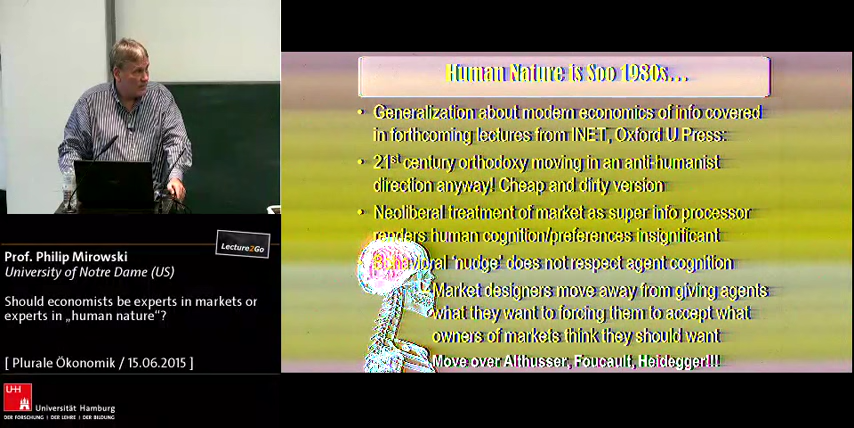 Human Nature is Soo 1980s…
• Generalization about modern economics of info covered
in forthcoming lectures from INET, Oxford U Press:
• 21st century orthodoxy moving in an anti-humanist
direction anyway! Cheap and dirty version
• Neoliberal treatment of market as super info processor
renders human cognition/preferences insignificant
• Behavioral 'nudge' does not respect agent cognition
Market designers move away from giving agents
what they want to forcing them to accept what
owners of markets think they should want
Move over Althusser, Foucault, Heidegger!!!
Lecture2Go
Prof. Philip Mirowski
University of Notre Dame (US)
Should economists be experts in markets or
experts in „human nature“?
[ Plurale Ökonomik / 15.06.2015 ]
UHH
Universität Hamburg
DER FORSCHUNG | DER LEHRE | DER BILDUNG